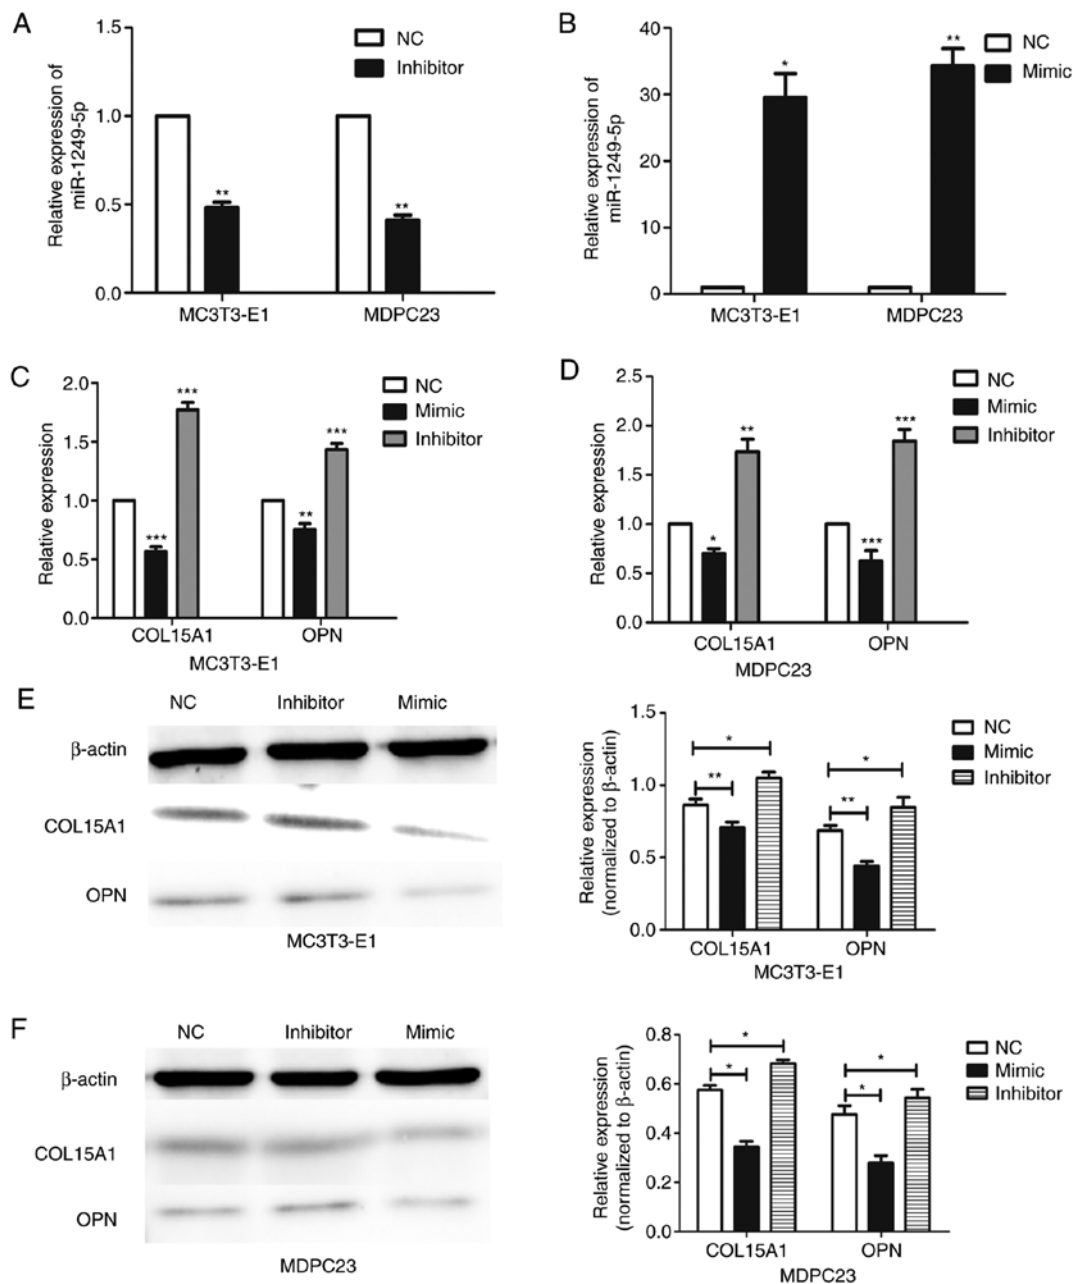 A
Relative expression of
miR-1249-5p
1.5
1.0
0.5
0.0
NC
Inhibitor
**
**
MC3T3-E1
MDPC23
B
Relative expression of
miR-1249-5p
40
30
20
10
0
NC
Mimic
*
**
MC3T3-E1
MDPC23
C
Relative expression
2.0
1.5
1.0
0.5
0.0
NC
Mimic
Inhibitor
***
***
**
***
COL15A1
OPN
MC3T3-E1
D
Relative expression
2.5
2.0
1.5
1.0
0.5
0.0
NC
Mimic
Inhibitor
*
**
***
***
COL15A1
OPN
MDPC23
E
NC Inhibitor Mimic
β-actin
COL15A1
OPN
MC3T3-E1
Relative expression
(normalized to β-actin)
1.5
1.0
0.5
0.0
NC
Mimic
Inhibitor
*
**
*
**
COL15A1
OPN
MC3T3-E1
F
NC Inhibitor Mimic
β-actin
COL15A1
OPN
MDPC23
Relative expression
(normalized to β-actin)
0.8
0.6
0.4
0.2
0.0
NC
Mimic
Inhibitor
*
*
*
*
COL15A1
OPN
MDPC23